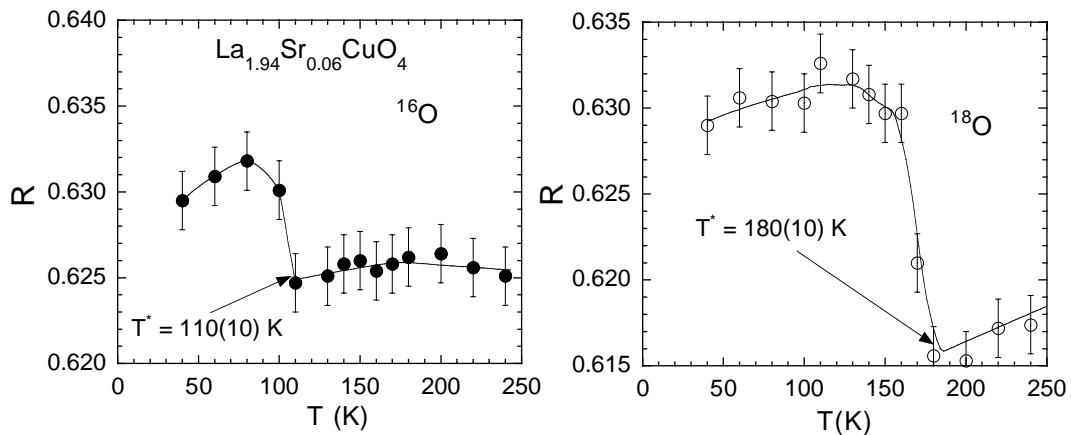 La1.94Sr0.06CuO4
16O
T* = 110(10) K
R
0.640
0.635
0.630
0.625
0.620
0 50 100 150 200 250
T (K)
18O
T* = 180(10) K
R
0.630
0.625
0.620
0.615
0 50 100 150 200 250
T(K)